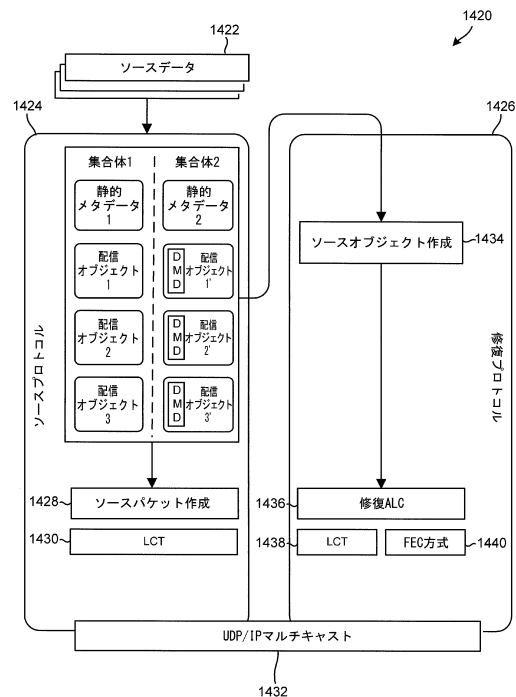 1420
1422
ソースデータ
1424
1426
集合体1
集合体2
静的
メタデータ
1
静的
メタデータ
2
配信
オブジェクト
1
DMD
配信
オブジェクト
1'
配信
オブジェクト
2
DMD
配信
オブジェクト
2'
配信
オブジェクト
3
DMD
配信
オブジェクト
3'
ソースプロトコル
ソースオブジェクト作成
1434
修復プロトコル
1428
ソースパケット作成
1436
修復ALC
1430
LCT
1438
LCT
FEC方式
1440
UDP/IPマルチキャスト
1432